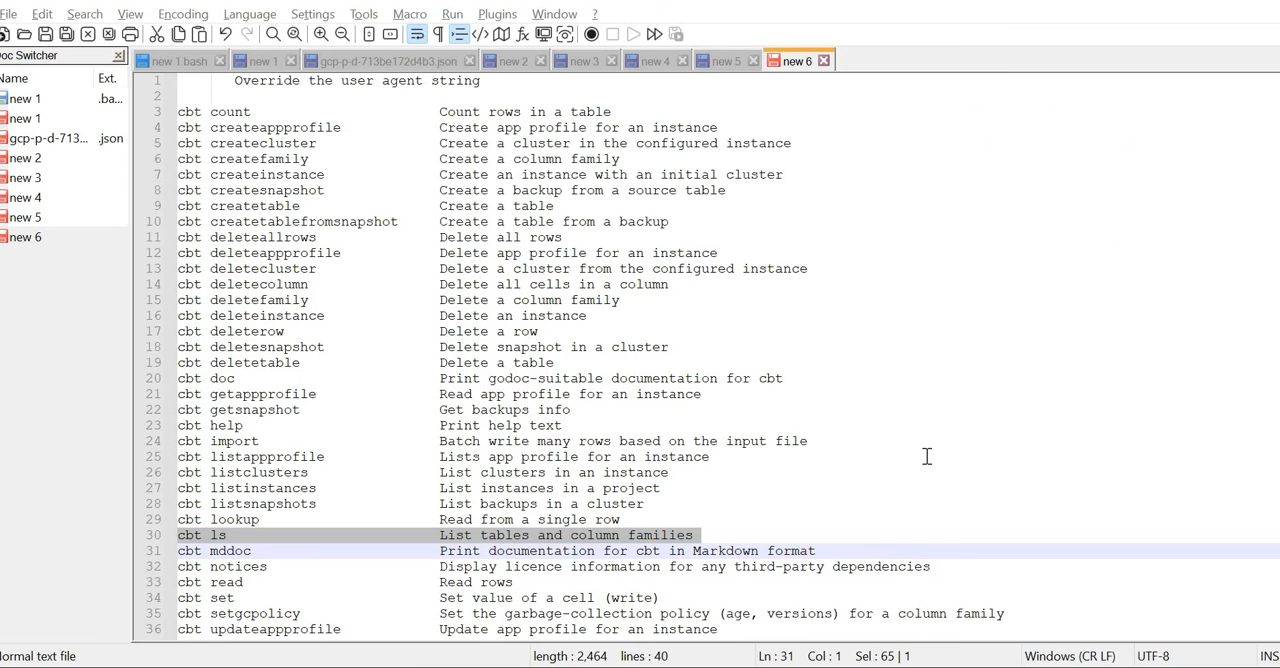 File Edit Search View Encoding Language Settings Tools Macro Run Plugins Window ?
Doc Switcher
new 1.bash new 1 gcp-p-d-713be172d4b3.json new 2 new 3 new 4 new 5 new 6
Name Ext.
new 1 .ba...
new 1
gcp-p-d-713... .json
new 2
new 3
new 4
new 5
new 6
1 Override the user agent string
2
3 cbt count Count rows in a table
4 cbt createappprofile Create app profile for an instance
5 cbt createcluster Create a cluster in the configured instance
6 cbt createfamily Create a column family
7 cbt createinstance Create an instance with an initial cluster
8 cbt createsnapshot Create a backup from a source table
9 cbt createtable Create a table
10 cbt createtablefromsnapshot Create a table from a backup
11 cbt deleteallrows Delete all rows
12 cbt deleteappprofile Delete app profile for an instance
13 cbt deletecluster Delete a cluster from the configured instance
14 cbt deletecolumn Delete all cells in a column
15 cbt deletefamily Delete a column family
16 cbt deleteinstance Delete an instance
17 cbt deleterow Delete a row
18 cbt deletesnapshot Delete snapshot in a cluster
19 cbt deletetable Delete a table
20 cbt doc Print godoc-suitable documentation for cbt
21 cbt getappprofile Read app profile for an instance
22 cbt getsnapshot Get backups info
23 cbt help Print help text
24 cbt import Batch write many rows based on the input file
25 cbt listappprofile Lists app profile for an instance
26 cbt listclusters List clusters in an instance
27 cbt listinstances List instances in a project
28 cbt listsnapshots List backups in a cluster
29 cbt lookup Read from a single row
30 cbt ls List tables and column families
31 cbt mddoc Print documentation for cbt in Markdown format
32 cbt notices Display licence information for any third-party dependencies
33 cbt read Read rows
34 cbt set Set value of a cell (write)
35 cbt setgcpolicy Set the garbage-collection policy (age, versions) for a column family
36 cbt updateappprofile Update app profile for an instance
Normal text file length : 2,464 lines : 40 Ln : 31 Col : 1 Sel : 65 | 1 Windows (CR LF) UTF-8 INS